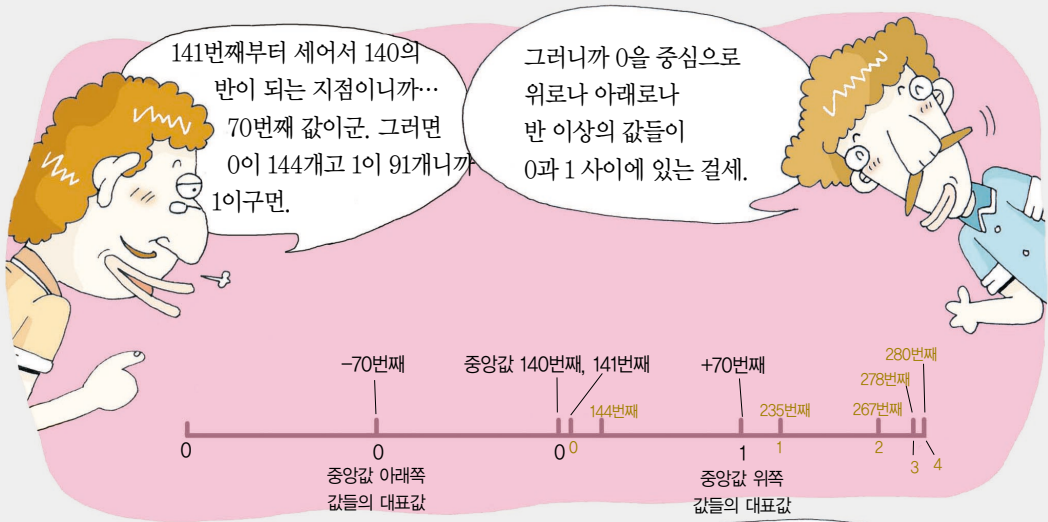 141번째부터 세어서 140의
반이 되는 지점이니까…
70번째 값이군. 그러면
0이 144개고 1이 91개니까
1이구먼.
그러니까 0을 중심으로
위로나 아래로나
반 이상의 값들이
0과 1 사이에 있는 걸세.
280번째
−70번째 중앙값 140번째, 141번째 +70번째 278번째
144번째 235번째 267번째
0 0 0 0 1 1 2 3 4
중앙값 아래쪽
값들의 대표값
중앙값 위쪽
값들의 대표값